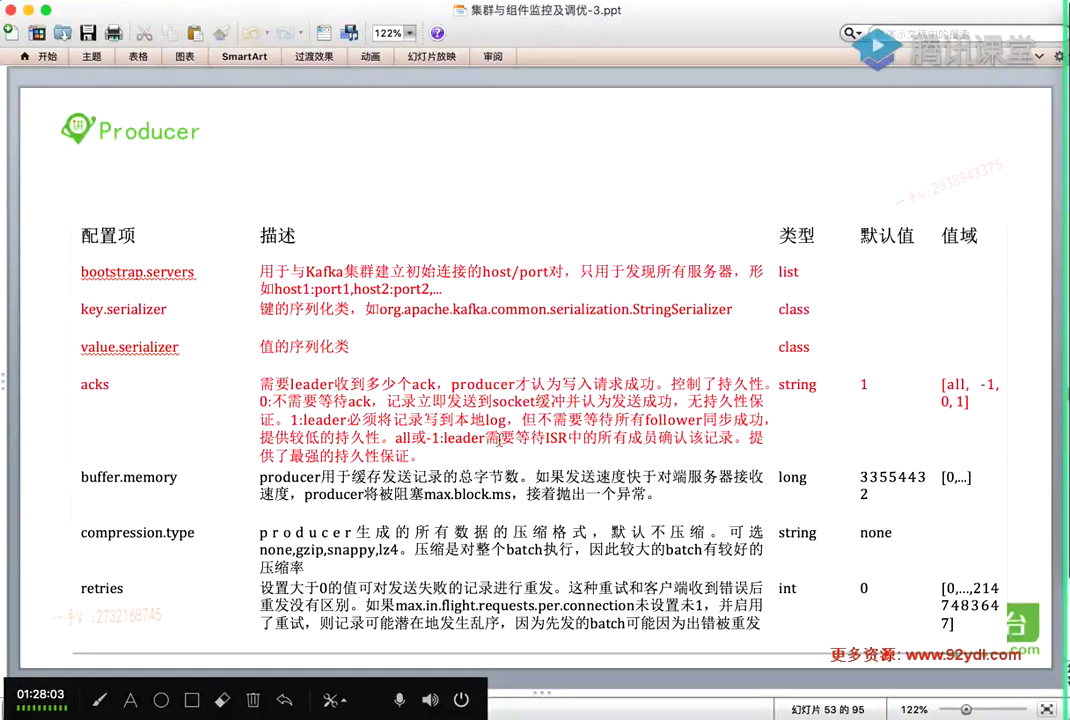 集群与组件监控及调优-3.ppt
122%
腾讯课堂
开始 主题 表格 图表 SmartArt 过渡效果 动画 幻灯片放映 审阅
讲 Producer
一手v:2938843375
配置项 描述 类型 默认值 值域
bootstrap.servers 用于与Kafka集群建立初始连接的host/port对，只用于发现所有服务器，形 list
如host1:port1,host2:port2,...
key.serializer 键的序列化类，如org.apache.kafka.common.serialization.StringSerializer class
value.serializer 值的序列化类 class
acks 需要leader收到多少个ack，producer才认为写入请求成功。控制了持久性。 string 1 [all, -1,
0:不需要等待ack，记录立即发送到socket缓冲并认为发送成功，无持久性保 0, 1]
证。1:leader必须将记录写到本地log，但不需要等待所有follower同步成功，
提供较低的持久性。all或-1:leader需要等待ISR中的所有成员确认该记录。提
供了最强的持久性保证。
buffer.memory producer用于缓存发送记录的总字节数。如果发送速度快于对端服务器接收 long 3355443 [0,...]
速度，producer将被阻塞max.block.ms，接着抛出一个异常。 2
compression.type producer生成的所有数据的压缩格式，默认不压缩。可选 string none
none,gzip,snappy,lz4。压缩是对整个batch执行，因此较大的batch有较好的
压缩率
retries 设置大于0的值可对发送失败的记录进行重发。这种重试和客户端收到错误后 int 0 [0,...,214
重发没有区别。如果max.in.flight.requests.per.connection未设置未1，并启用 748364
了重试，则记录可能潜在地发生乱序，因为先发的batch可能因为出错被重发 7]
一手V :2732168745
台
.com
更多资源: www.92ydl.com
01:28:03
幻灯片 53 的 95 122%